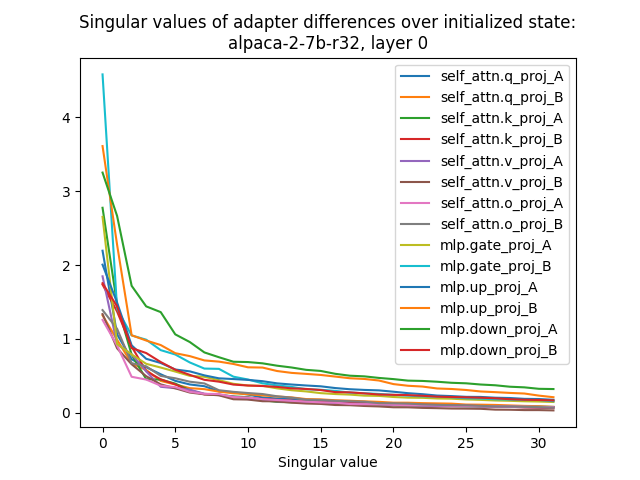 Singular values of adapter differences over initialized state:
alpaca-2-7b-r32, layer 0
self_attn.q_proj_A
self_attn.q_proj_B
self_attn.k_proj_A
self_attn.k_proj_B
self_attn.v_proj_A
self_attn.v_proj_B
self_attn.o_proj_A
self_attn.o_proj_B
mlp.gate_proj_A
mlp.gate_proj_B
mlp.up_proj_A
mlp.up_proj_B
mlp.down_proj_A
mlp.down_proj_B
4
3
2
1
0
0 5 10 15 20 25 30
Singular value